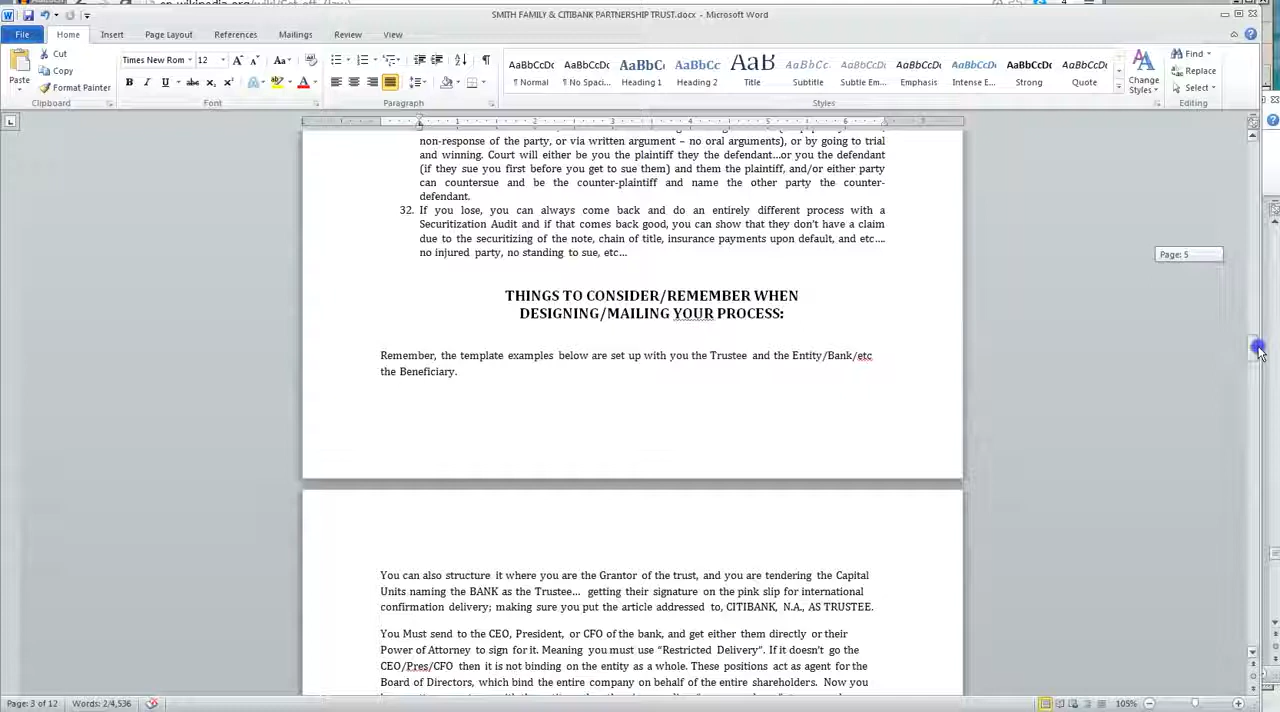 SMITH FAMILY & CITIBANK PARTNERSHIP TRUST.docx - Microsoft Word
File Home Insert Page Layout References Mailings Review View
Cut
Copy
Format Painter
Paste
Clipboard
Times New Rom 12
Font
Paragraph
AaBbCcDc AaBbCcDc AaBbC AaBbCc AaB AaBbCc. AaBbCcDc AaBbCcDc AaBbCcDc AaBbCcDc
¶ Normal ¶ No Spaci... Heading 1 Heading 2 Title Subtitle Subtle Em... Emphasis Intense E... Strong Quote
Styles
Change Styles
Find
Replace
Select
Editing
non-response of the party, or via written argument – no oral arguments), or by going to trial
and winning. Court will either be you the plaintiff they the defendant...or you the defendant
(if they sue you first before you get to sue them) and them the plaintiff, and/or either party
can countersue and be the counter-plaintiff and name the other party the counter-
defendant.
32. If you lose, you can always come back and do an entirely different process with a
Securitization Audit and if that comes back good, you can show that they don't have a claim
due to the securitizing of the note, chain of title, insurance payments upon default, and etc....
no injured party, no standing to sue, etc...
THINGS TO CONSIDER/REMEMBER WHEN
DESIGNING/MAILING YOUR PROCESS:
Remember, the template examples below are set up with you the Trustee and the Entity/Bank/etc
the Beneficiary.
Page: 5
You can also structure it where you are the Grantor of the trust, and you are tendering the Capital
Units naming the BANK as the Trustee... getting their signature on the pink slip for international
confirmation delivery; making sure you put the article addressed to, CITIBANK, N.A., AS TRUSTEE.
You Must send to the CEO, President, or CFO of the bank, and get either them directly or their
Power of Attorney to sign for it. Meaning you must use "Restricted Delivery". If it doesn't go the
CEO/Pres/CFO then it is not binding on the entity as a whole. These positions act as agent for the
Board of Directors, which bind the entire company on behalf of the entire shareholders. Now you
Page: 3 of 12 Words: 2/4,536 105%